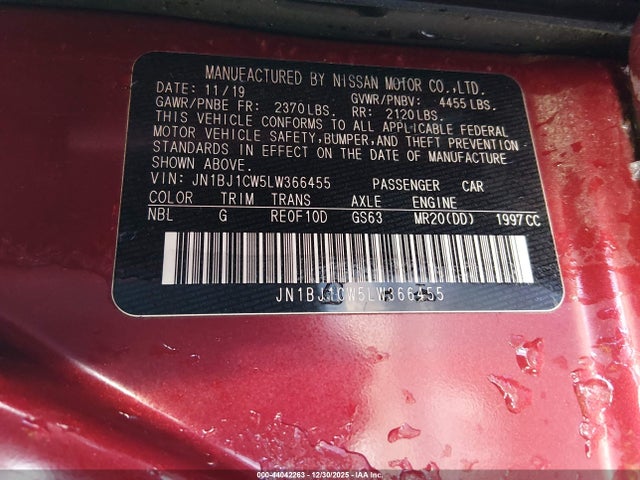 MANUFACTURED BY NISSAN MOTOR CO.,LTD.
DATE: 11/19 GVWR/PNBV: 4455 LBS.
GAWR/PNBE FR: 2370 LBS. RR: 2120 LBS.
THIS VEHICLE CONFORMS TO ALL APPLICABLE FEDERAL
MOTOR VEHICLE SAFETY, BUMPER, AND THEFT PREVENTION
STANDARDS IN EFFECT ON THE DATE OF MANUFACTURE
SHOWN ABOVE.
VIN: JN1BJ1CW5LW366455 PASSENGER CAR
COLOR TRIM TRANS AXLE ENGINE
NBL G RE0F10D GS63 MR20(DD) 1997CC
JN1BJ1CW5LW366455
000-44042263 - 12/30/2025 - COPART